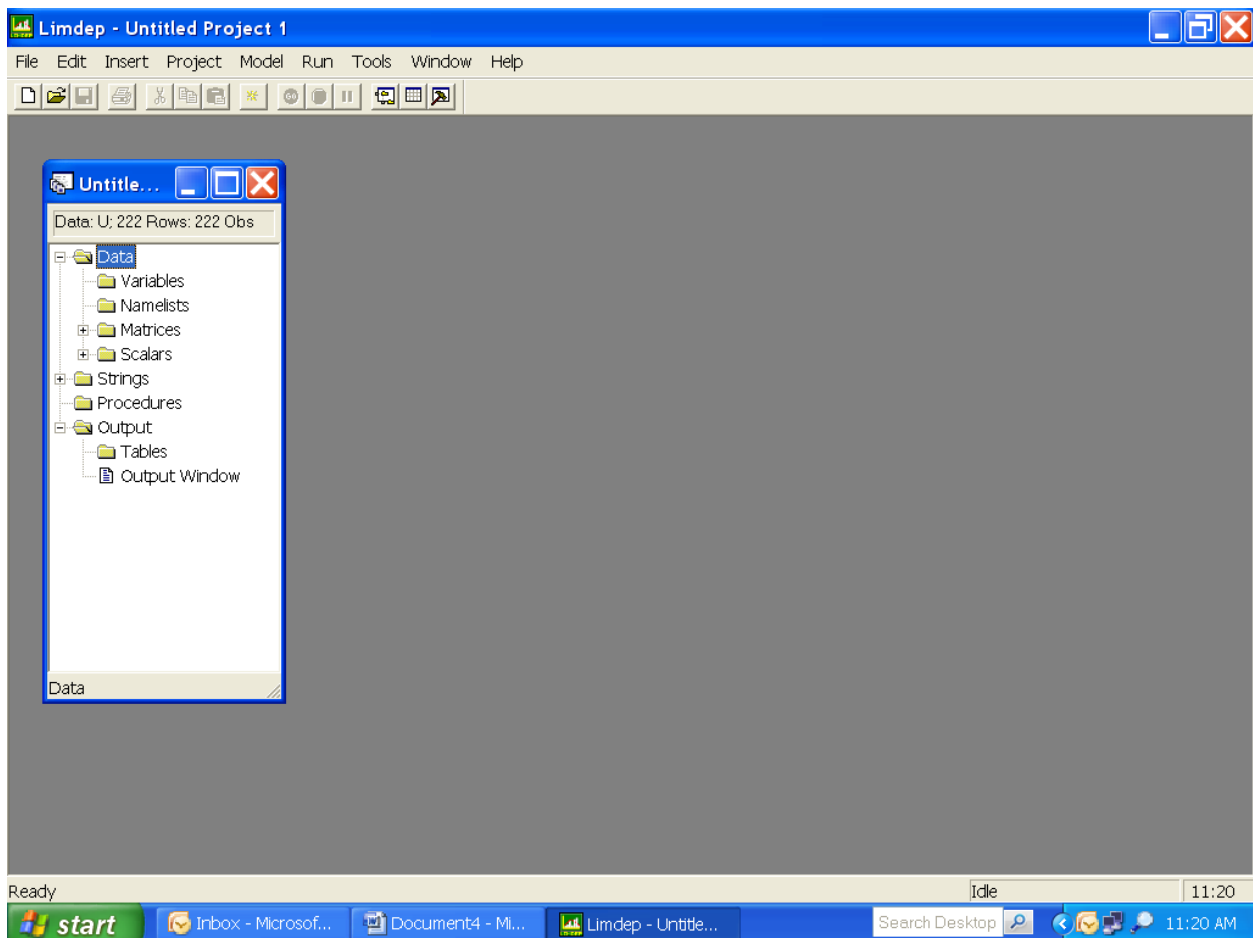 Limdep - Untitled Project 1
File Edit Insert Project Model Run Tools Window Help
GO
Untitle...
Data: U; 222 Rows: 222 Obs
Data
Variables
Namelists
Matrices
Scalars
Strings
Procedures
Output
Tables
Output Window
Data
Ready Idle 11:20
start Inbox - Microsof... Document4 - Mi... Limdep - Untitle... Search Desktop 11:20 AM